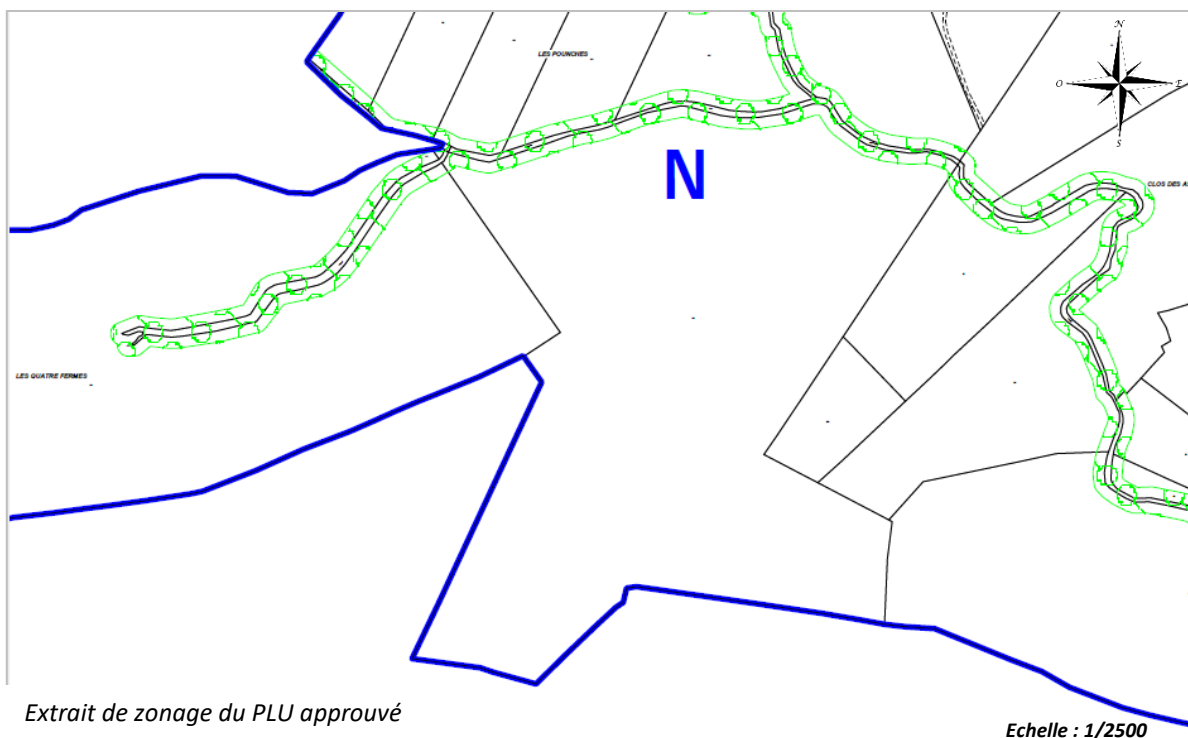 LES POUNCHES
N
O
E
S
N
CLOS DES A
LES QUATRE FERMES
Extrait de zonage du PLU approuvé
Echelle : 1/2500